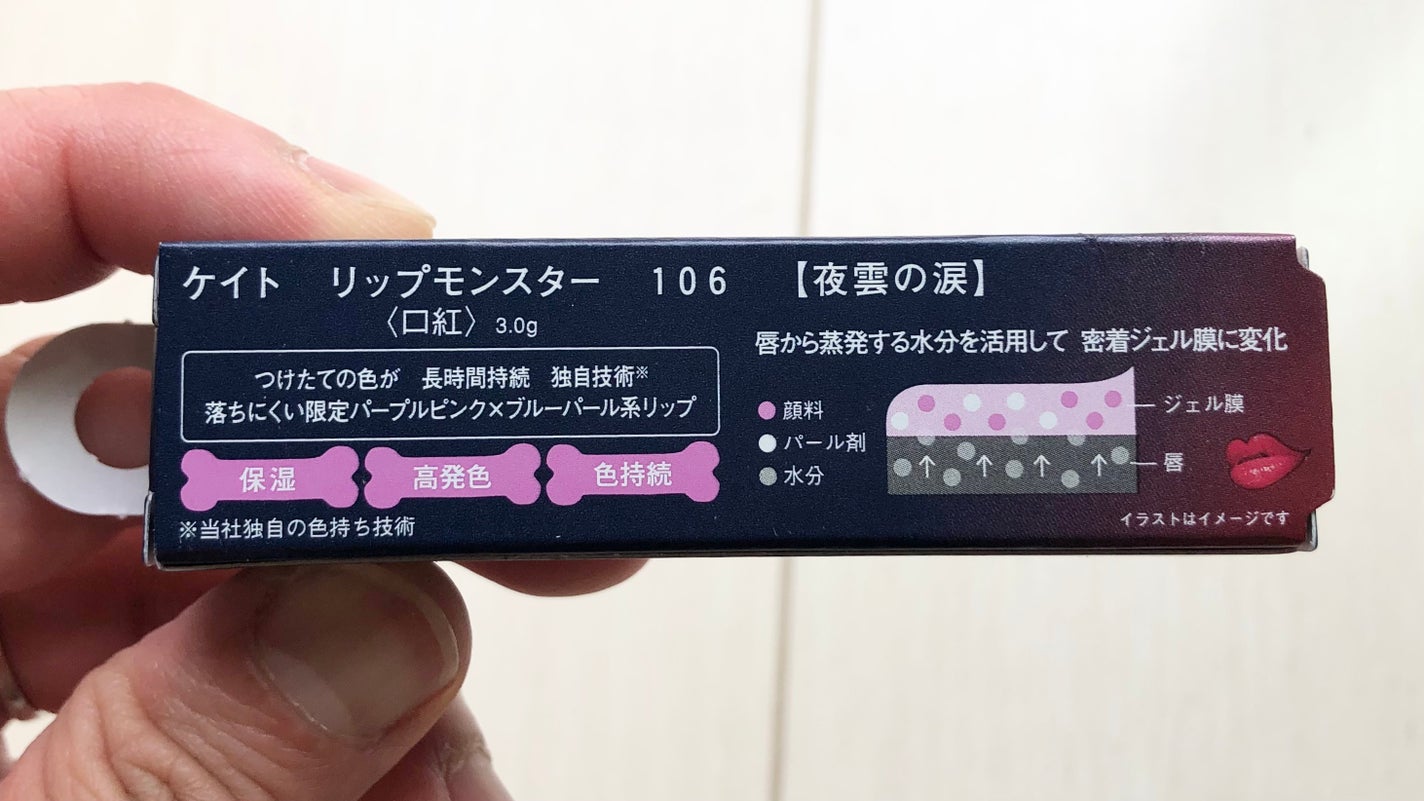 ケイト リップモンスター 106 【夜雲の涙】
〈口紅〉3.0g
つけたての色が 長時間持続 独自技術※
落ちにくい限定パープルピンク×ブルーパール系リップ
保湿 高発色 色持続
※当社独自の色持ち技術
唇から蒸発する水分を活用して 密着ジェル膜に変化
顔料
パール剤
水分
ジェル膜
唇
イラストはイメージです